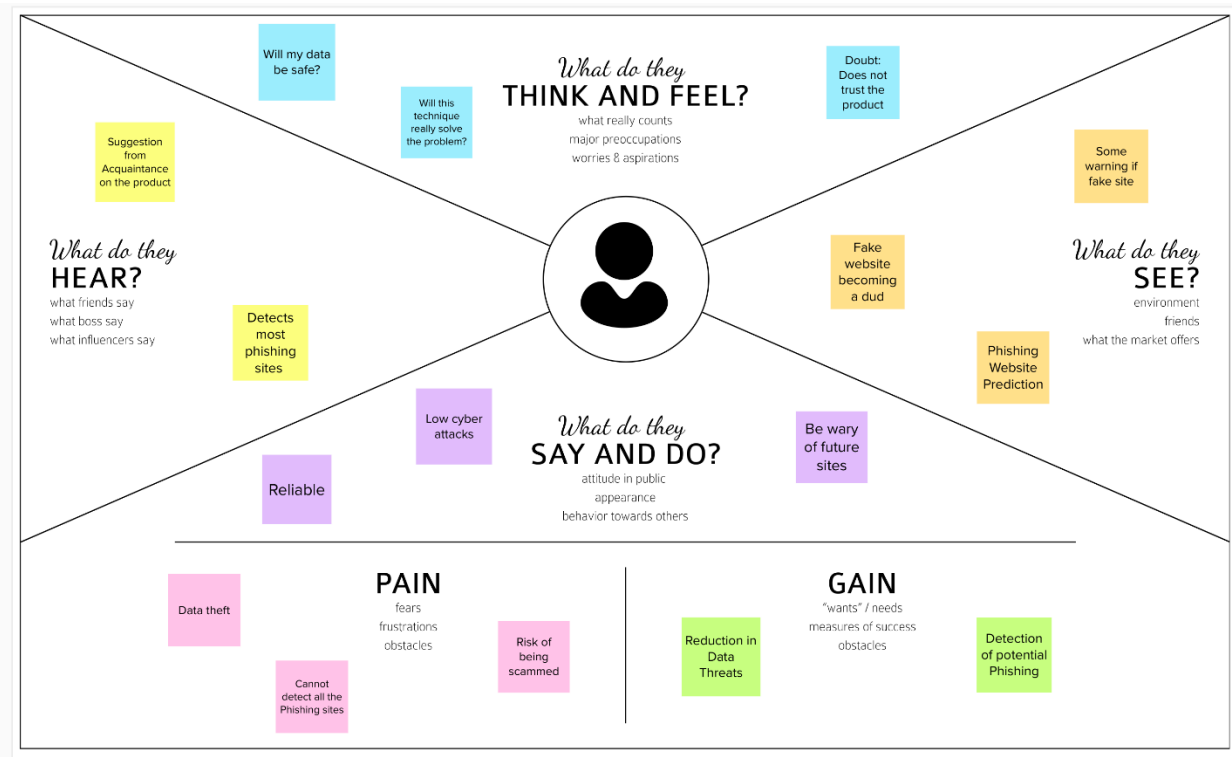 Will my data
be safe?
Will this
technique
really solve
the problem?
What do they
THINK AND FEEL?
what really counts
major preoccupations
worries & aspirations
Doubt:
Does not
trust the
product
Suggestion
from
Acquaintance
on the product
What do they
HEAR?
what friends say
what boss say
what influencers say
Detects
most
phishing
sites
Some
warning if
fake site
Fake
website
becoming
a dud
What do they
SEE?
environment
friends
what the market offers
Phishing
Website
Prediction
Low cyber
attacks
Reliable
What do they
SAY AND DO?
attitude in public
appearance
behavior towards others
Be wary
of future
sites
PAIN
fears
frustrations
obstacles
Data theft
Cannot
detect all the
Phishing sites
Risk of
being
scammed
GAIN
"wants" / needs
measures of success
obstacles
Reduction in
Data
Threats
Detection
of potential
Phishing